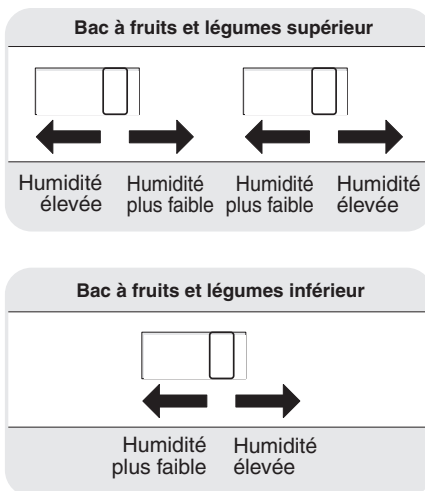 Bac à fruits et légumes supérieur
Humidité élevée
Humidité plus faible
Humidité plus faible
Humidité élevée
Bac à fruits et légumes inférieur
Humidité plus faible
Humidité élevée